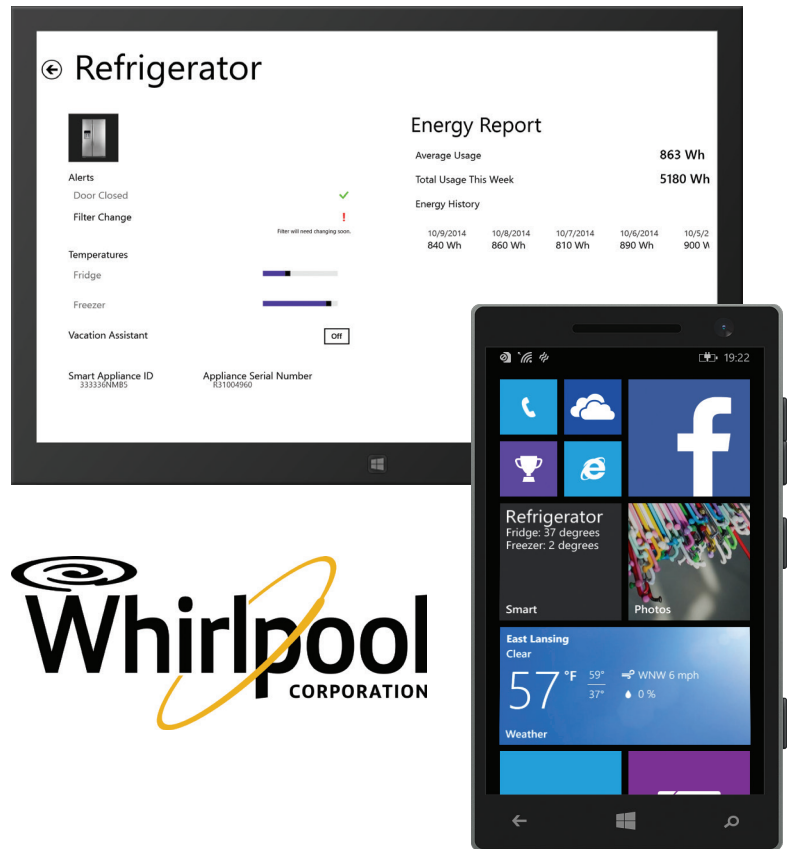 Refrigerator
Energy Report
Average Usage 863 Wh
Total Usage This Week 5180 Wh
Energy History
10/9/2014 10/8/2014 10/7/2014 10/6/2014 10/5/2
840 Wh 860 Wh 810 Wh 890 Wh 900 W
Alerts
Door Closed
Filter Change !
Filter will need changing soon.
Temperatures
Fridge
Freezer
Vacation Assistant Off
Smart Appliance ID Appliance Serial Number
333336NMB5 R31004960
19:22
Refrigerator
Fridge: 37 degrees
Freezer: 2 degrees
Smart
Photos
East Lansing
Clear
57 °F 59° WNW 6 mph
37° 0 %
Weather
Whirlpool
CORPORATION